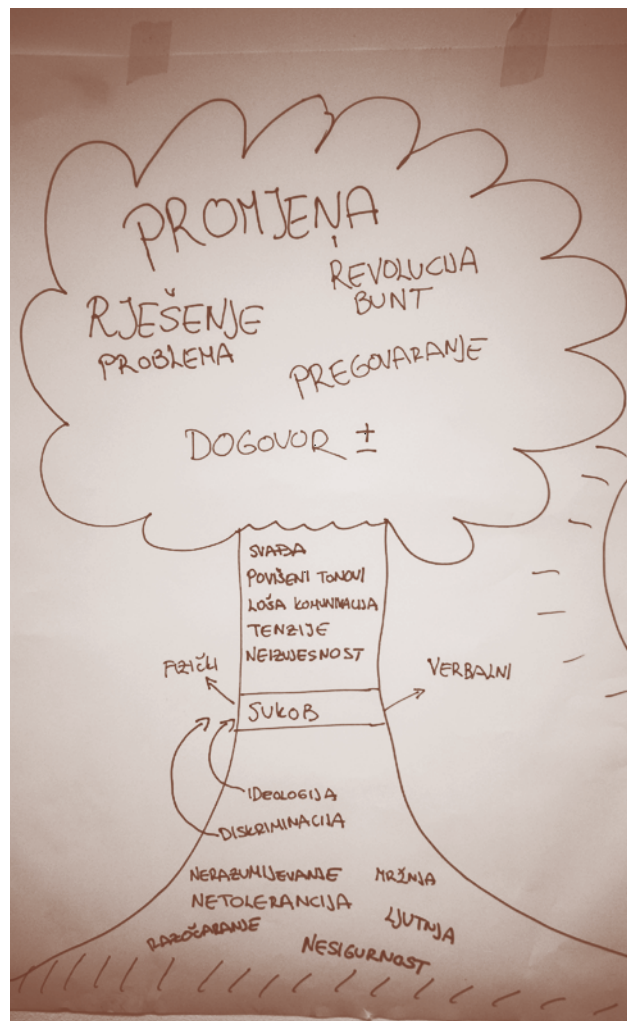 PROMJENA
REVOLUCIJA
BUNT
RJEŠENJE
PROBLEMA
PREGOVARANJE
DOGOVOR ±
SVAĐA
POVIŠENI TONOVI
LOŠA KOMUNIKACIJA
TENZIJE
NEIZVJESNOST
FIZIČKI
VERBALNI
SUKOB
IDEOLOGIJA
DISKRIMINACIJA
NERAZUMIJEVANJE MRŽNJA
NETOLERANCIJA
LJUTNJA
RAZOČARANJE
NESIGURNOST